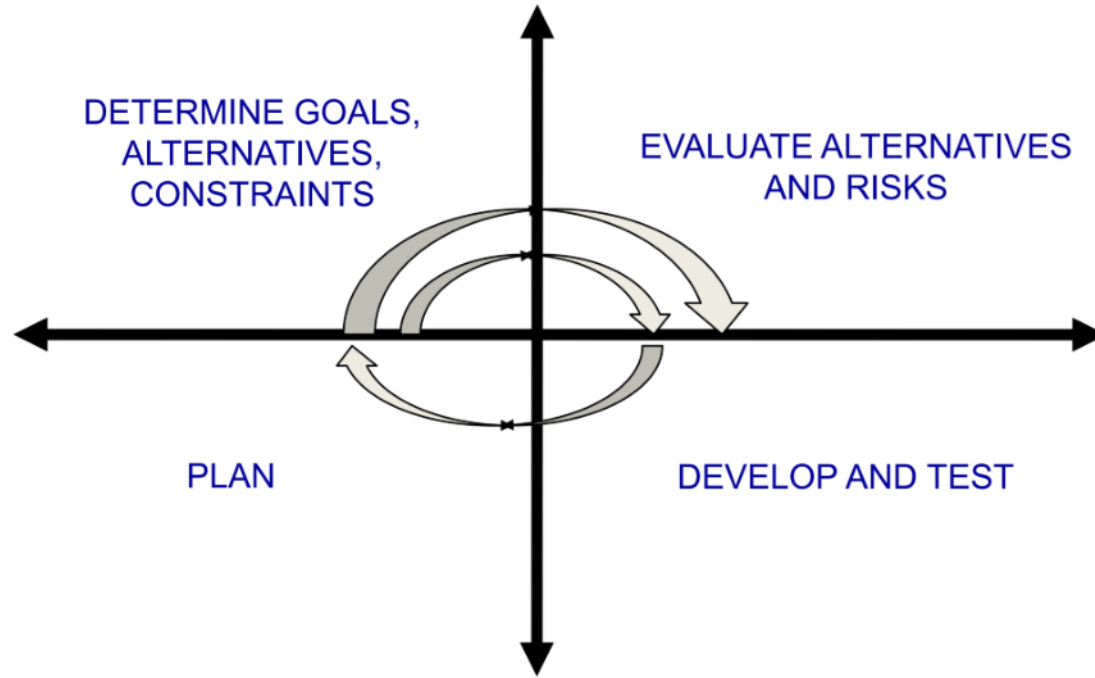 DETERMINE GOALS,
ALTERNATIVES,
CONSTRAINTS
EVALUATE ALTERNATIVES
AND RISKS
PLAN
DEVELOP AND TEST